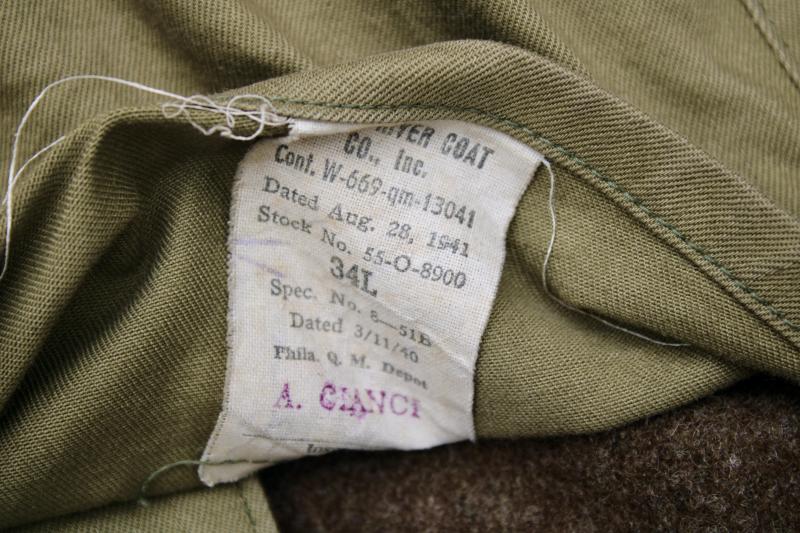 COAT
CO., Inc.
Cont. W-669-qm-13041
Dated Aug. 28, 1941
Stock No. 55-O-8900
34L
Spec. No. 8-51B
Dated 3/11/40
Phila. Q. M. Depot
A. CIANCI